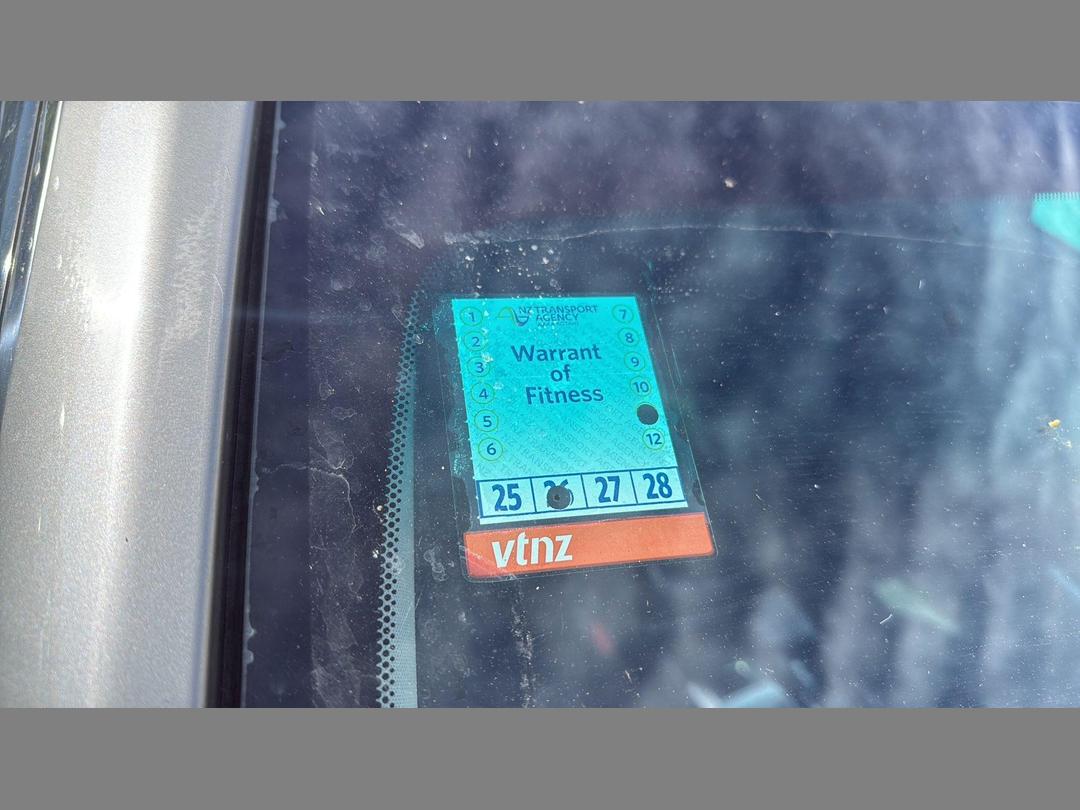 NZ TRANSPORT
AGENCY
Warrant
of
Fitness
1
2
3
4
5
6
7
8
9
10
12
25 27 28
vtnz